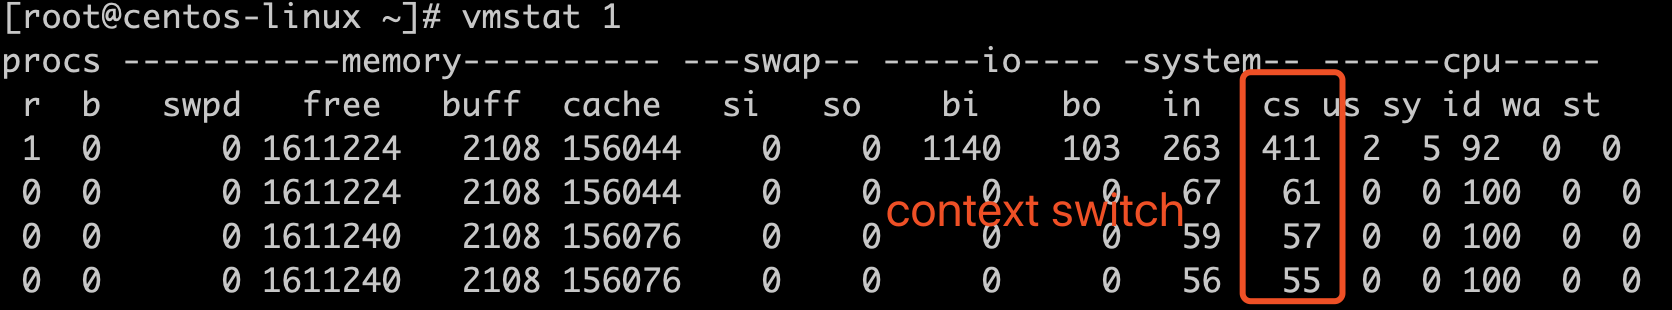 [root@centos-linux ~]# vmstat 1
procs -----------memory---------- ---swap-- -----io---- -system-- ------cpu-----
 r  b   swpd   free   buff  cache   si   so    bi    bo   in   cs us sy id wa st
 1  0      0 1611224   2108 156044    0    0  1140   103  263  411  2  5 92  0  0
 0  0      0 1611224   2108 156044    0    0     0     0   67   61  0  0 100  0  0
context switch
 0  0      0 1611240   2108 156076    0    0     0     0   59   57  0  0 100  0  0
 0  0      0 1611240   2108 156076    0    0     0     0   56   55  0  0 100  0  0